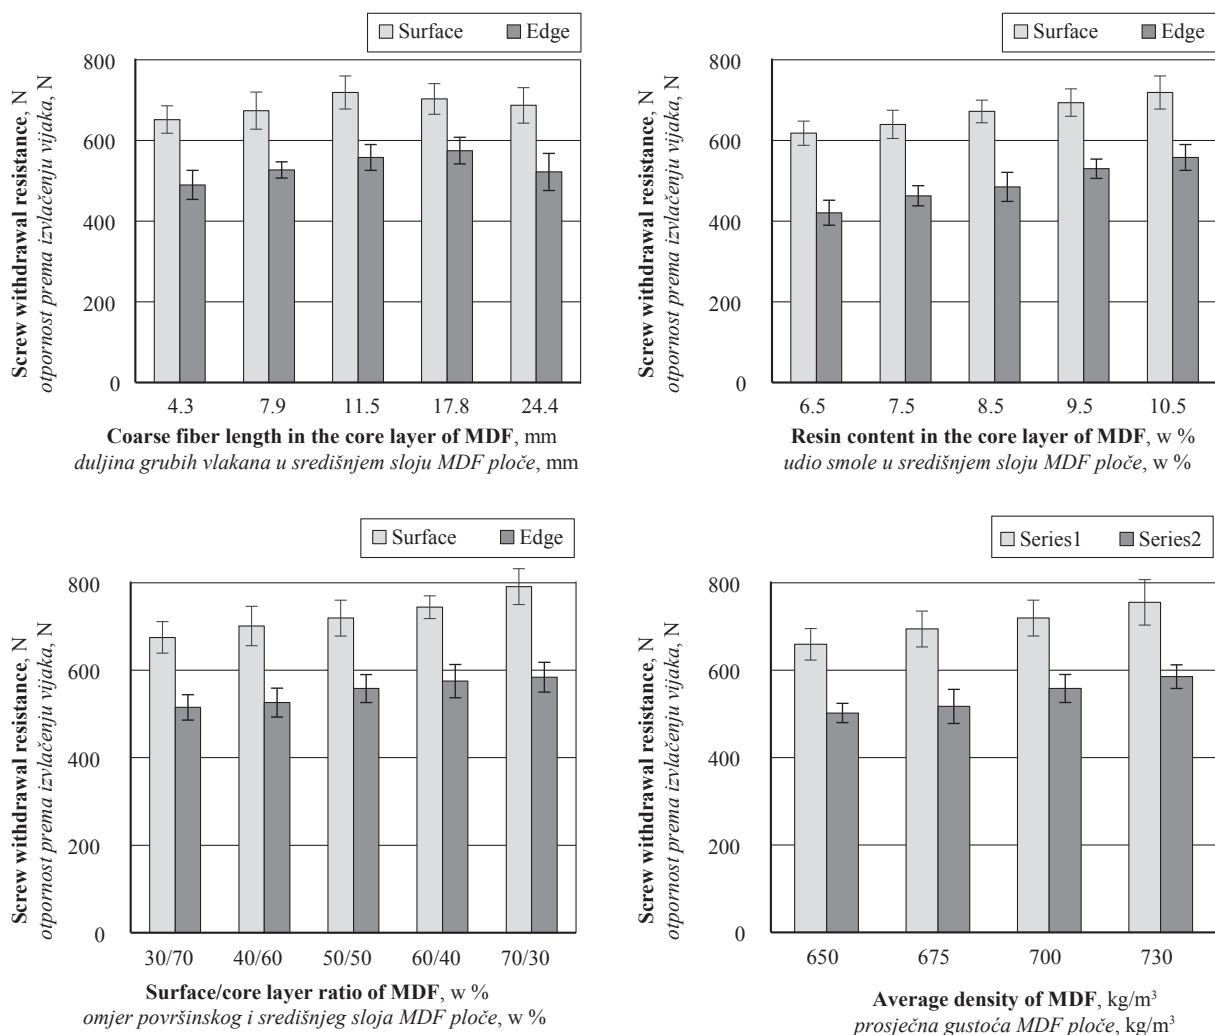 Surface Edge
Screw withdrawal resistance, N
otpornost prema izvlačenju vijaka, N
800
600
400
200
0
4.3 7.9 11.5 17.8 24.4
Coarse fiber length in the core layer of MDF, mm
duljina grubih vlakana u središnjem sloju MDF ploče, mm
Surface Edge
Screw withdrawal resistance, N
otpornost prema izvlačenju vijaka, N
800
600
400
200
0
6.5 7.5 8.5 9.5 10.5
Resin content in the core layer of MDF, w %
udio smole u središnjem sloju MDF ploče, w %
Surface Edge
Screw withdrawal resistance, N
otpornost prema izvlačenju vijaka, N
800
600
400
200
0
30/70 40/60 50/50 60/40 70/30
Surface/core layer ratio of MDF, w %
omjer površinskog i središnjeg sloja MDF ploče, w %
Series1 Series2
Screw withdrawal resistance, N
otpornost prema izvlačenju vijaka, N
800
600
400
200
0
650 675 700 730
Average density of MDF, kg/m³
prosječna gustoća MDF ploče, kg/m³